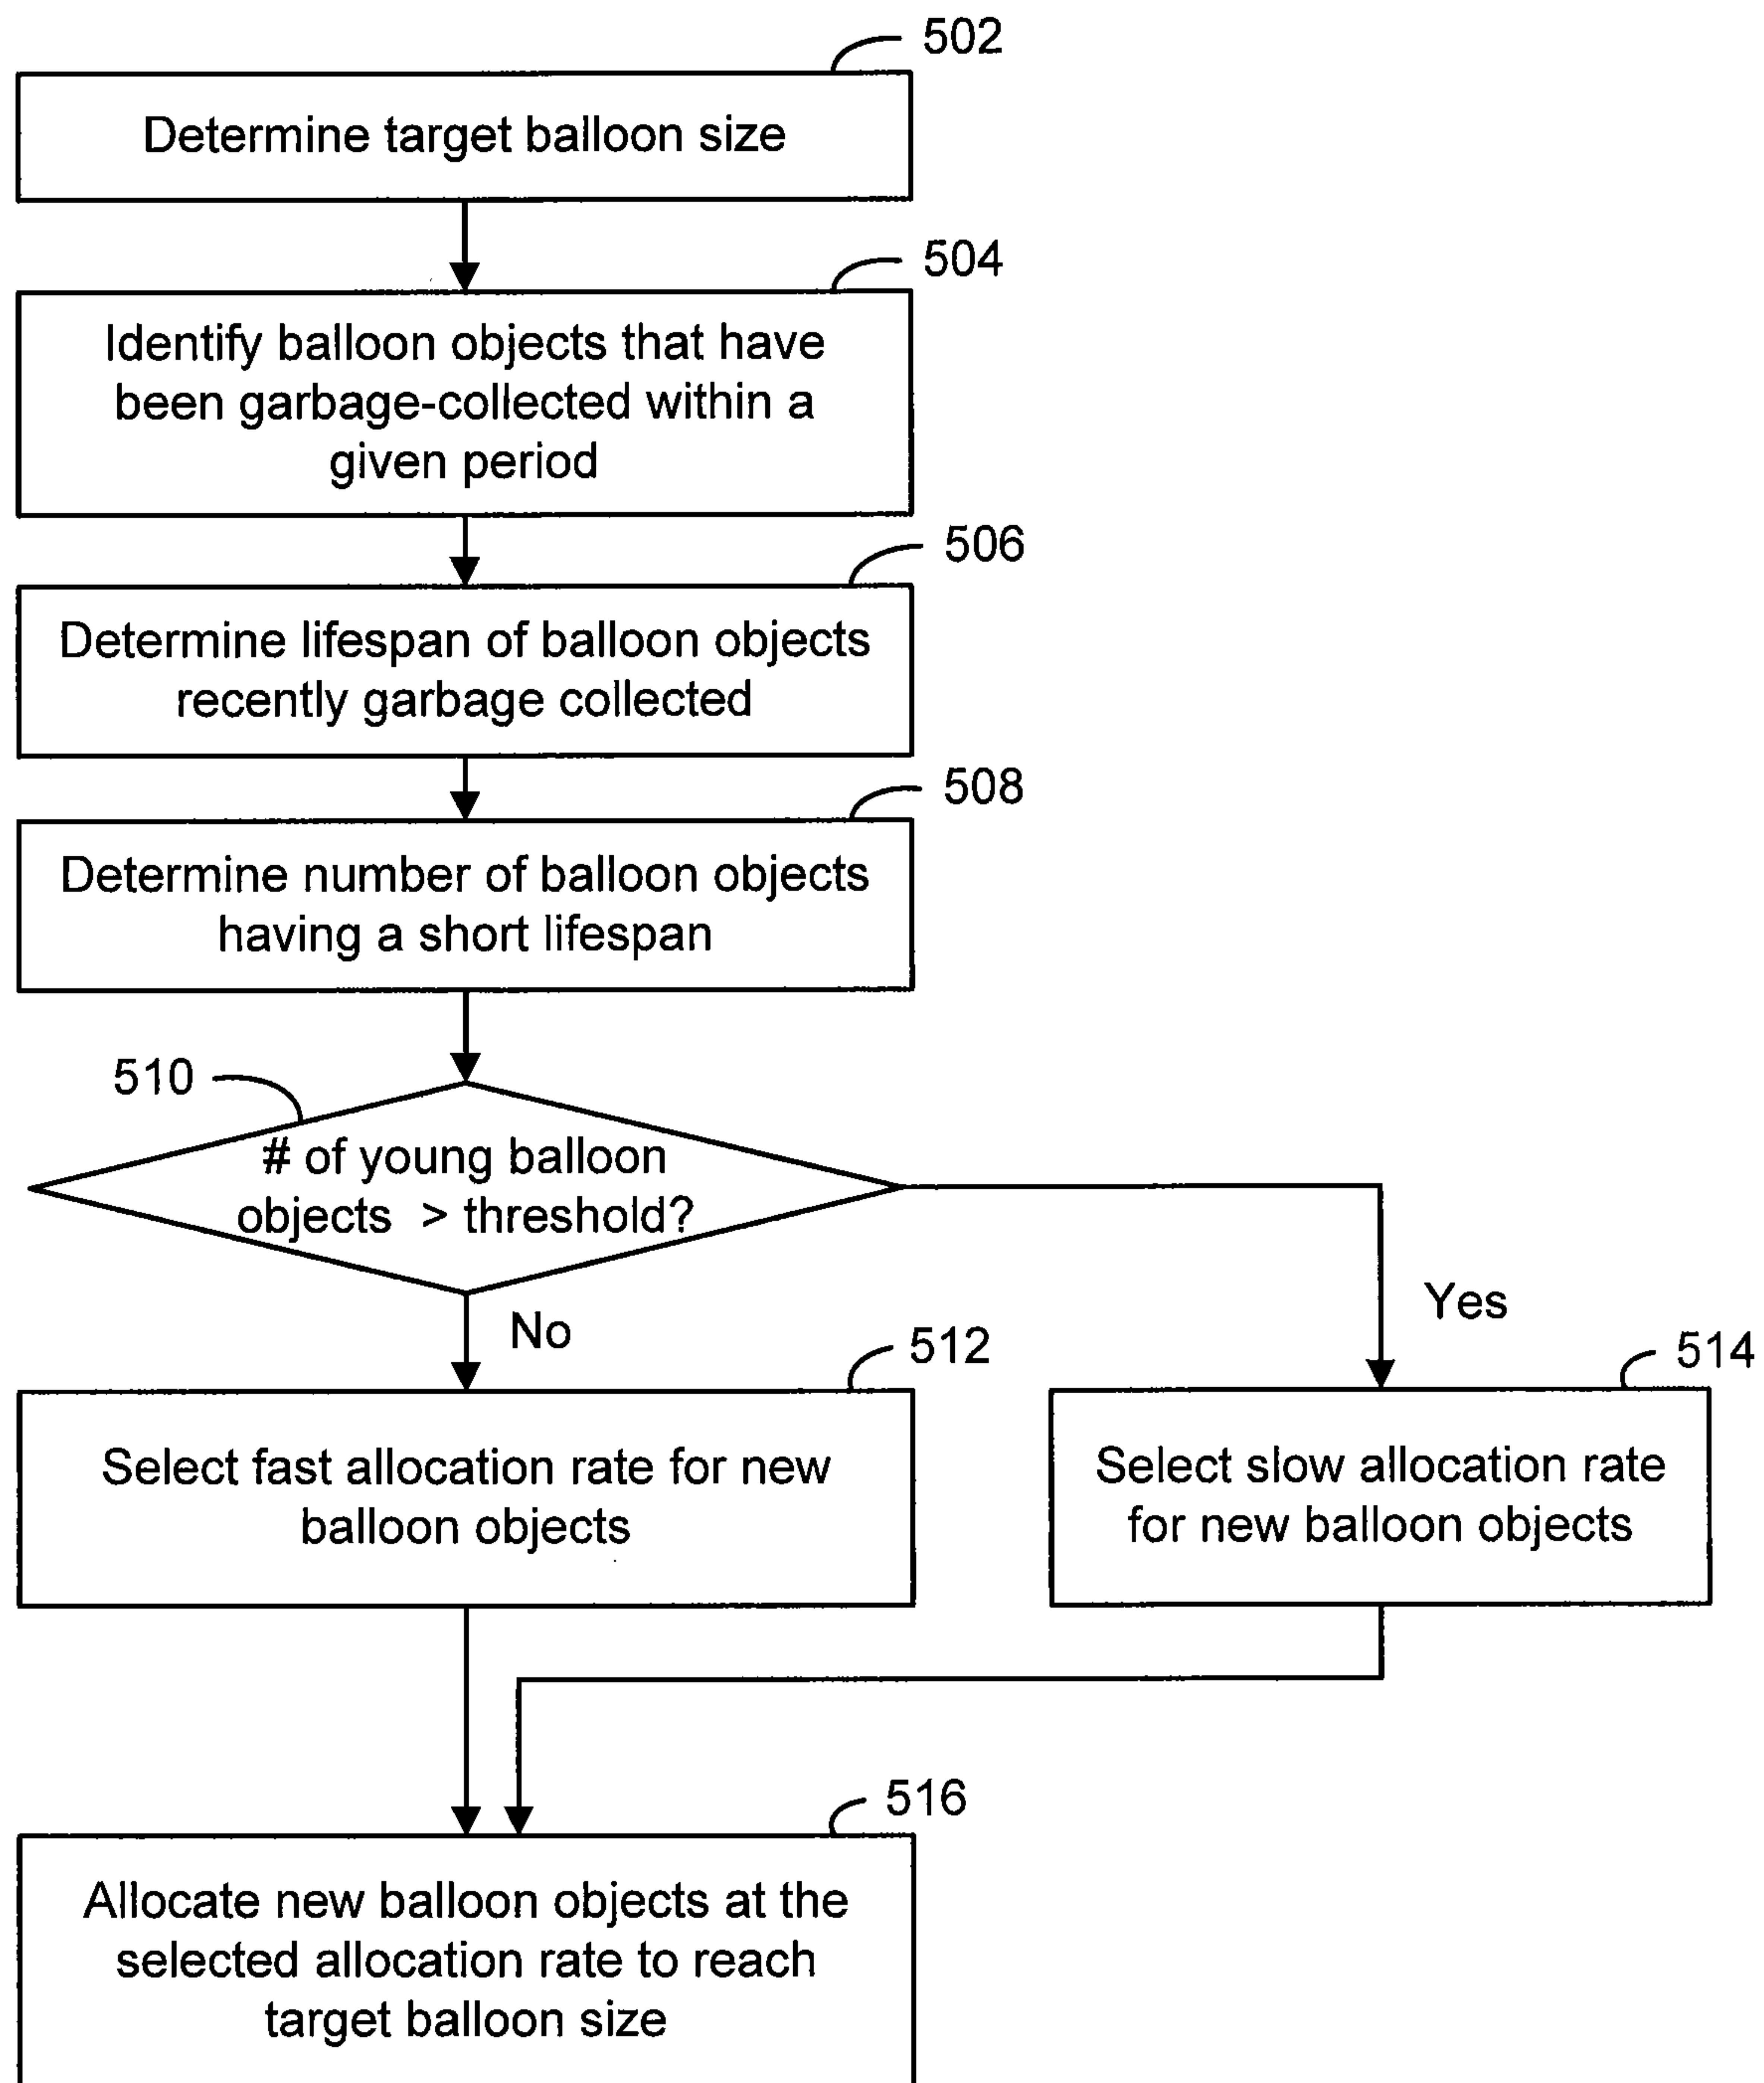 502
Determine target balloon size
504
Identify balloon objects that have
been garbage-collected within a
given period
506
Determine lifespan of balloon objects
recently garbage collected
508
Determine number of balloon objects
having a short lifespan
510
# of young balloon
objects > threshold?
No
Yes
512
Select fast allocation rate for new
balloon objects
514
Select slow allocation rate
for new balloon objects
516
Allocate new balloon objects at the
selected allocation rate to reach
target balloon size